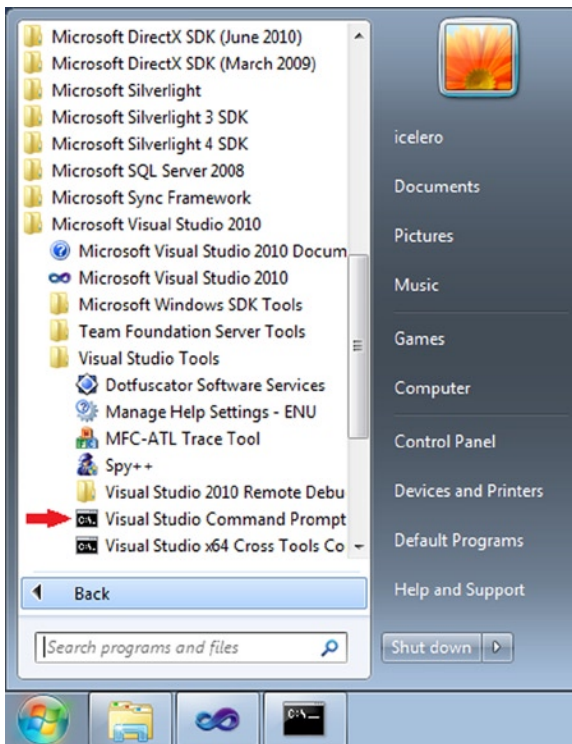 Microsoft DirectX SDK (June 2010)
Microsoft DirectX SDK (March 2009)
Microsoft Silverlight
Microsoft Silverlight 3 SDK
Microsoft Silverlight 4 SDK
Microsoft SQL Server 2008
Microsoft Sync Framework
Microsoft Visual Studio 2010
Microsoft Visual Studio 2010 Docum
Microsoft Visual Studio 2010
Microsoft Windows SDK Tools
Team Foundation Server Tools
Visual Studio Tools
Dotfuscator Software Services
Manage Help Settings - ENU
MFC-ATL Trace Tool
Spy++
Visual Studio 2010 Remote Debu
Visual Studio Command Prompt
Visual Studio x64 Cross Tools Co
Back
Search programs and files
icelero
Documents
Pictures
Music
Games
Computer
Control Panel
Devices and Printers
Default Programs
Help and Support
Shut down